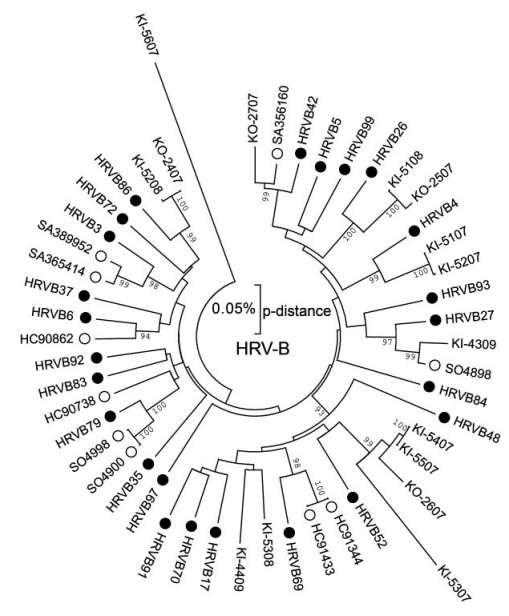 KI-5607
KO-2707
SA356160
HRVB42
HRVB5
HRVB99
HRVB26
KI-5108
KO-2507
HRVB4
KI-5107
KI-5207
HRVB93
HRVB27
KI-4309
SO4898
HRVB84
HRVB48
KI-5407
KI-5507
KO-2607
KI-5307
HRVB52
HC91344
HC91433
HRVB69
KI-5308
KI-4409
HRVB17
HRVB70
HRVB91
HRVB97
HRVB35
SO4900
SO4998
HRVB79
HC90738
HRVB83
HRVB92
HC90862
HRVB6
HRVB37
SA365414
SA389952
HRVB3
HRVB72
HRVB86
KI-5208
KO-2407
99
100
100
99
100
97
99
93
100
99
100
98
100
100
94
99
98
99
100
0.05% p-distance
HRV-B